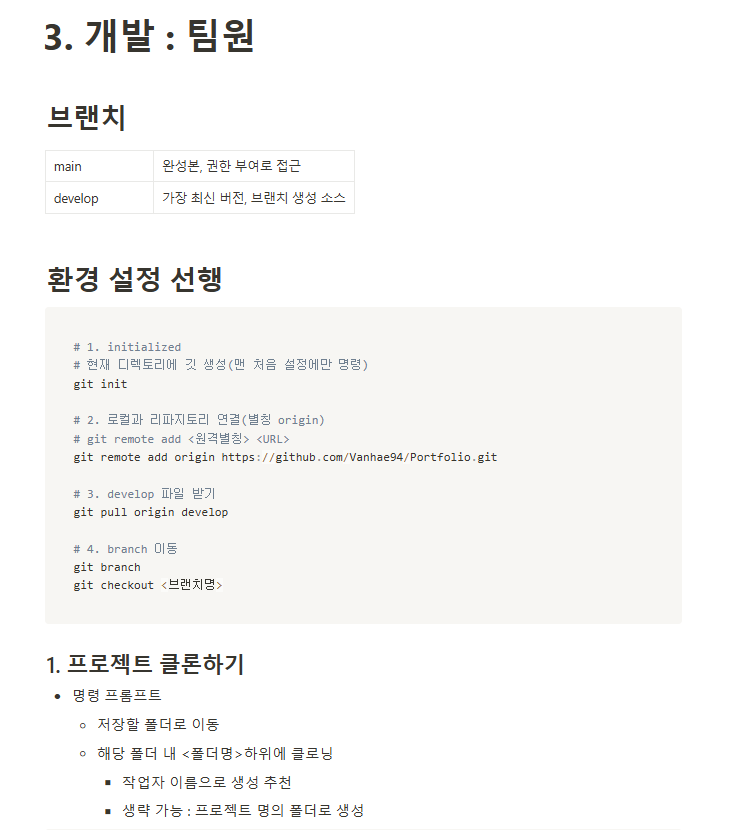 3. 개발 : 팀원
브랜치
main 완성본, 권한 부여로 접근
develop 가장 최신 버전, 브랜치 생성 소스
환경 설정 선행
# 1. initialized
# 현재 디렉토리에 깃 생성(맨 처음 설정에만 명령)
git init
# 2. 로컬과 리파지토리 연결(별칭 origin)
# git remote add <원격별칭> <URL>
git remote add origin https://github.com/Vanhae94/Portfolio.git
# 3. develop 파일 받기
git pull origin develop
# 4. branch 이동
git branch
git checkout <브랜치명>
1. 프로젝트 클론하기
• 명령 프롬프트
◦ 저장할 폴더로 이동
◦ 해당 폴더 내 <폴더명>하위에 클로닝
▪ 작업자 이름으로 생성 추천
▪ 생략 가능 : 프로젝트 명의 폴더로 생성